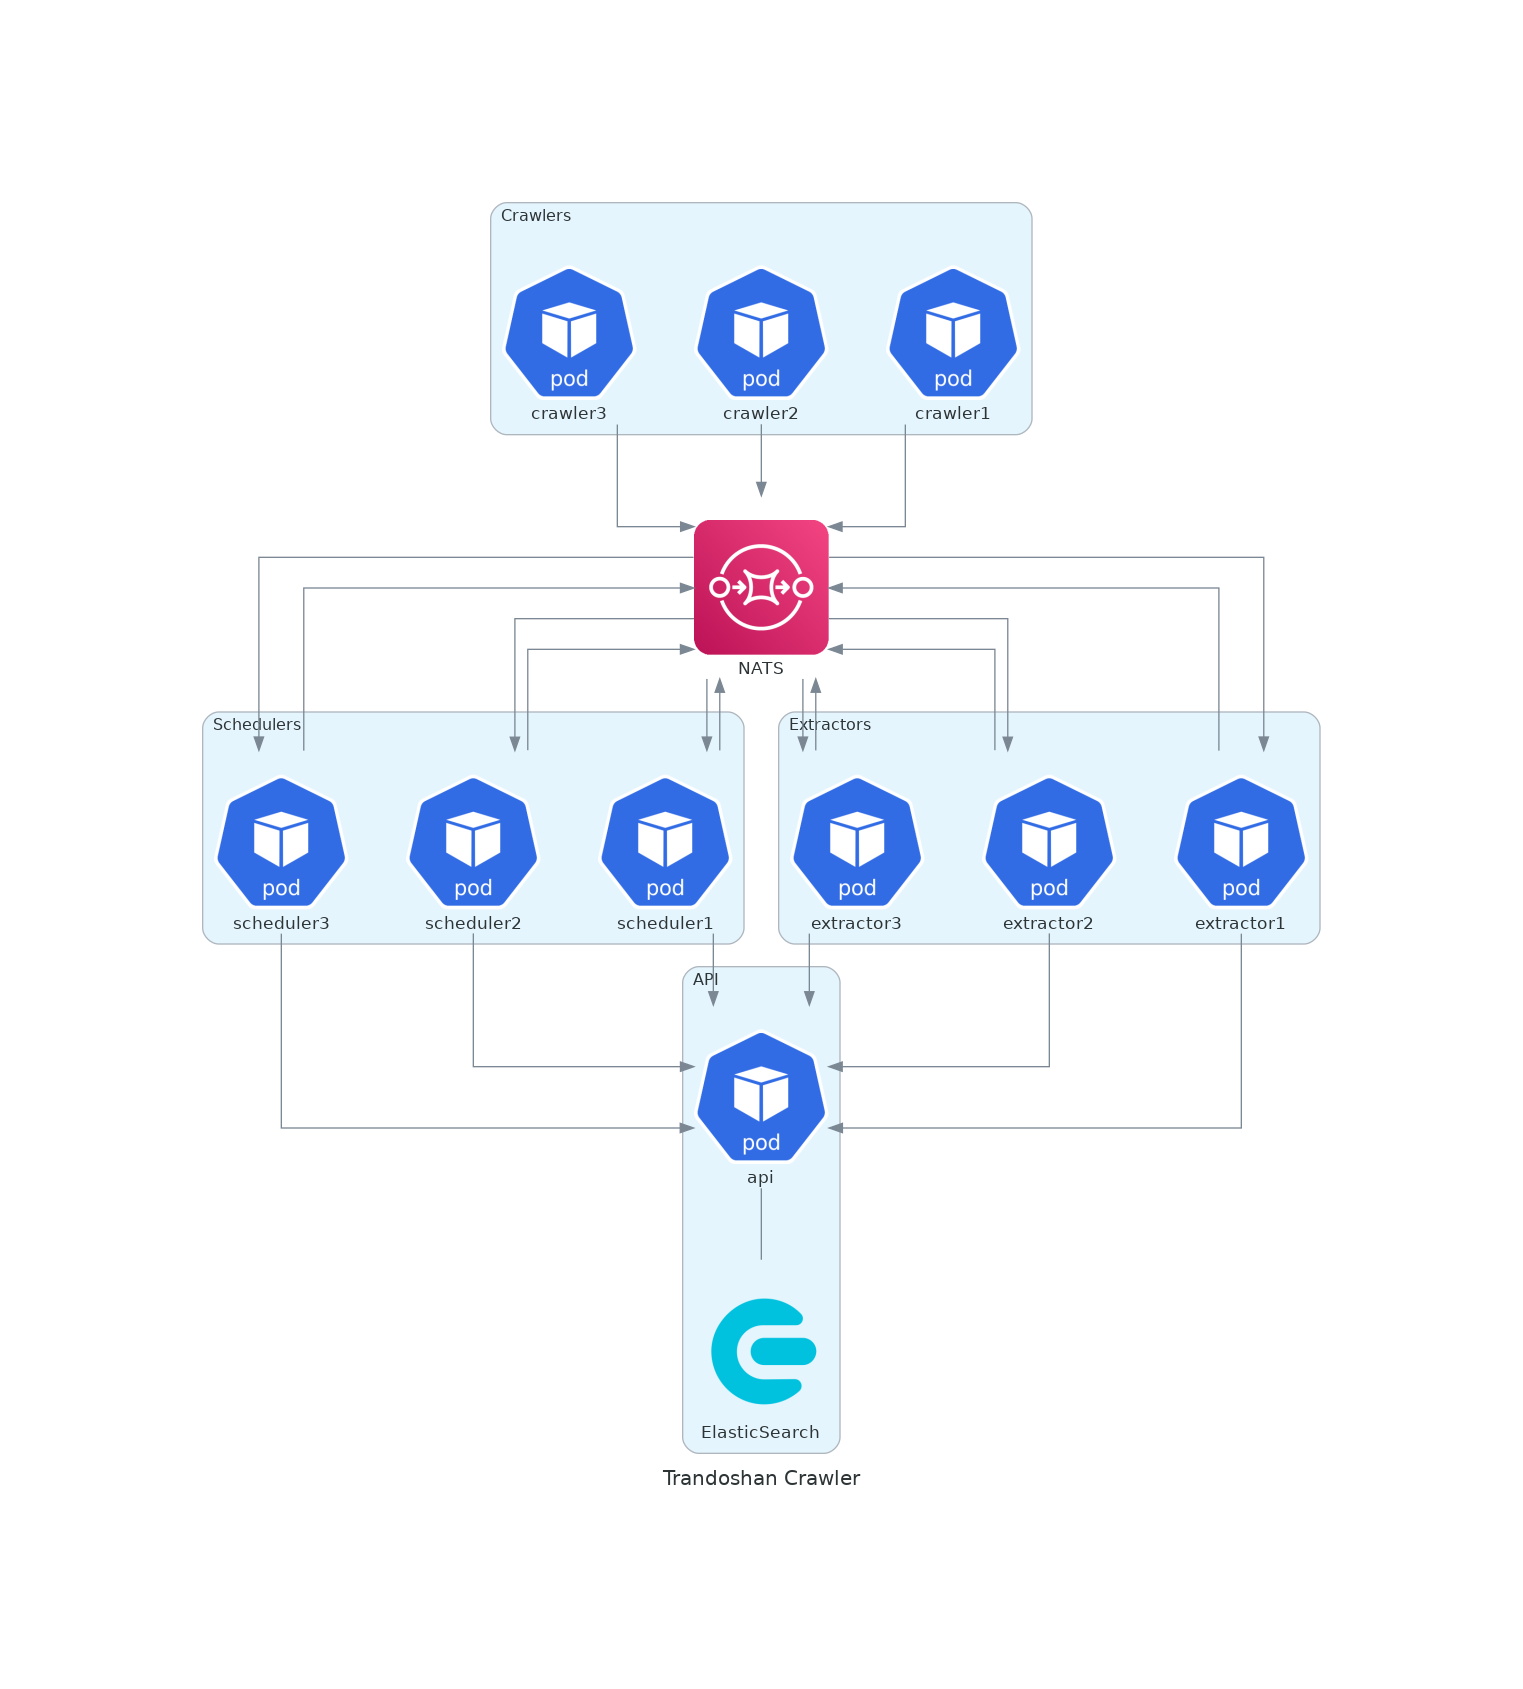 Crawlers
pod
pod
pod
crawler3
crawler2
crawler1
NATS
Schedulers
Extractors
pod
pod
pod
pod
pod
pod
scheduler3
scheduler2
scheduler1
extractor3
extractor2
extractor1
API
pod
api
ElasticSearch
Trandoshan Crawler